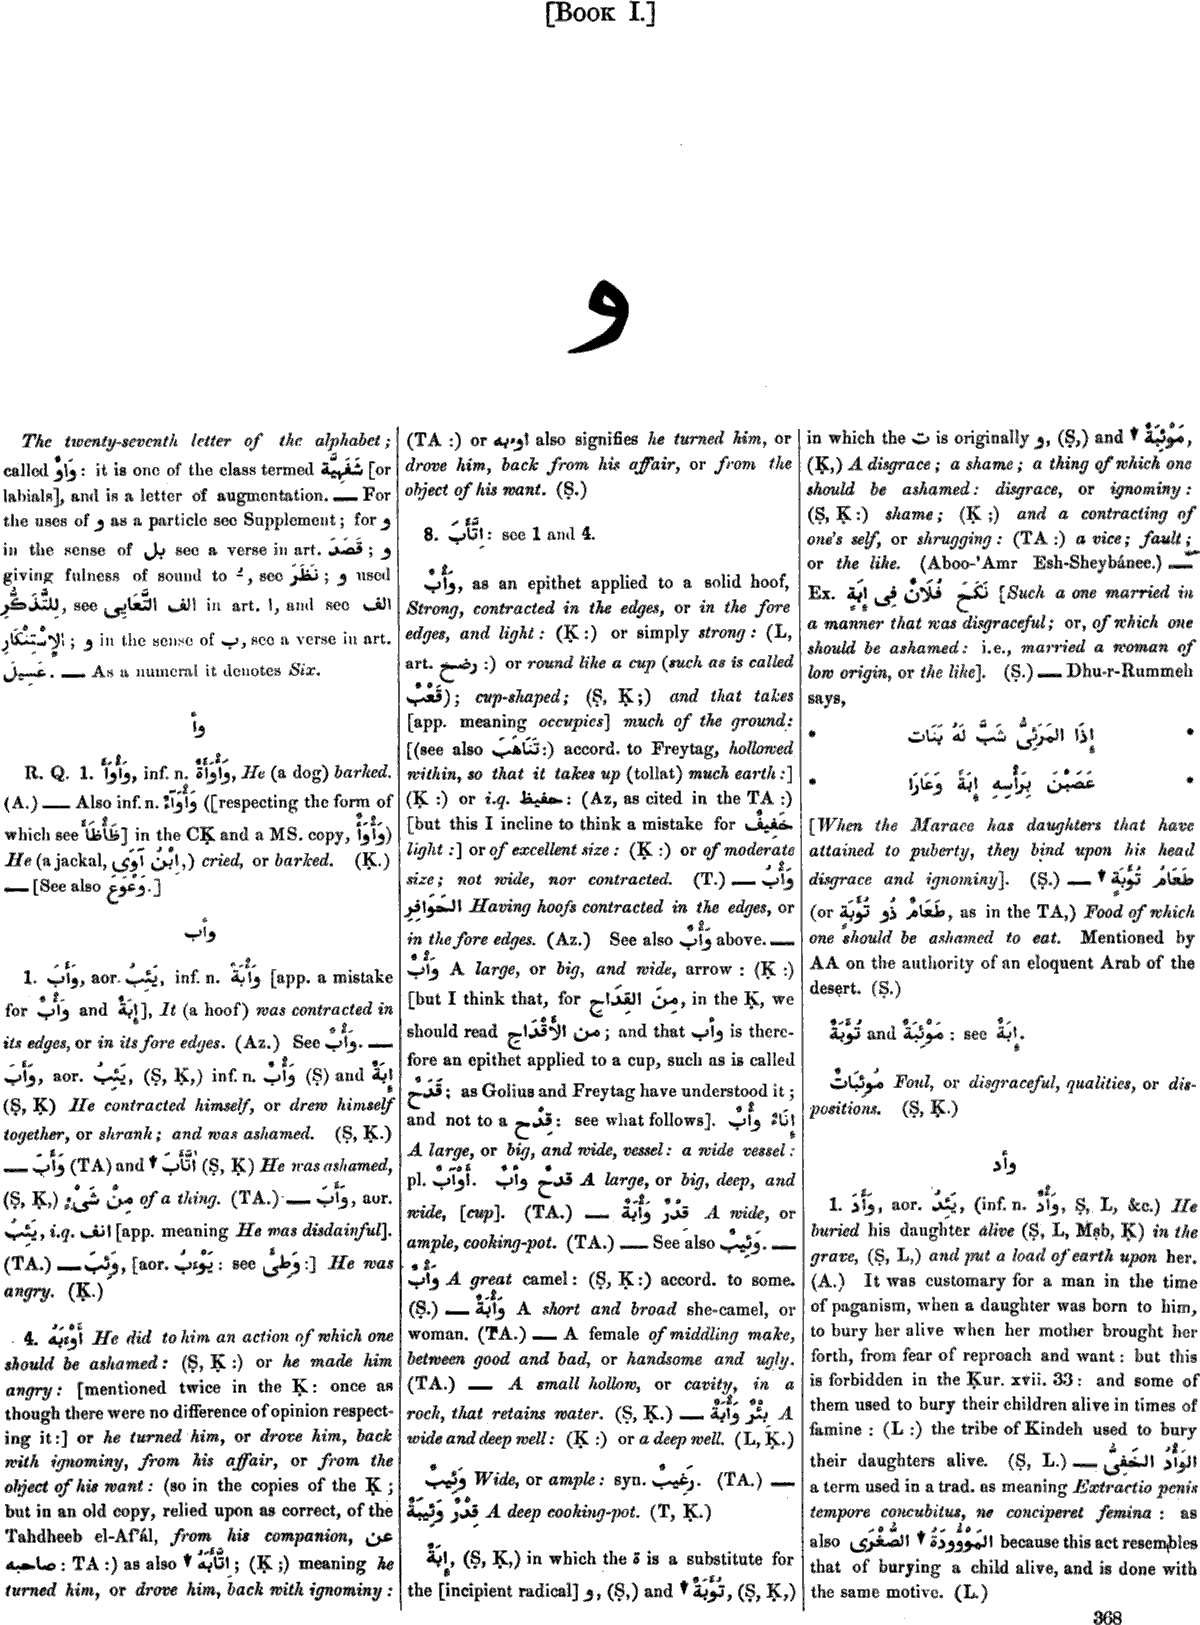 [BOOK I.]
و
The twenty-seventh letter of the alphabet;
called وَاوٌ: it is one of the class termed شَفَهِيَّة [or
labials], and is a letter of augmentation. — For
the uses of و as a particle see Supplement; for و
in the sense of بل see a verse in art. قَصَدَ; و
giving fulness of sound to ـُ, see نَظَرَ; و used
لِلتَّذَكُّرِ, see الف التَّعَايِى in art. ا, and see الف
الإِسْتِنْكَارِ; و in the sense of ب, see a verse in art.
غَسِيلَ. — As a numeral it denotes Six.
وأ
R. Q. 1. وَأْوَأَ, inf. n. وَأْوَأَةٌ, He (a dog) barked.
(A.) — Also inf. n. وَأْوَآءٌ ([respecting the form of
which see ظَأْظَأَ] in the CḲ and a MS. copy, وَأْوَأٌ)
He (a jackal, اِبْنُ آوَى,) cried, or barked. (Ḳ.)
— [See also وَعْوَعَ.]
وأب
1. وَأَبَ, aor. يَئِبُ, inf. n. وَأْبَةٌ [app. a mistake
for وَأْبٌ and إِبَةٌ], It (a hoof) was contracted in
its edges, or in its fore edges. (Az.) See وَأْبٌ. —
وَأَبَ, aor. يَئِبُ, (Ṣ, Ḳ,) inf. n. وَأْبٌ (Ṣ) and إِبَةٌ
(Ṣ, Ḳ) He contracted himself, or drew himself
together, or shrank; and was ashamed. (Ṣ, Ḳ.)
— وَأَبَ (TA) and ▼ اتَّأَبَ (Ṣ, Ḳ) He was ashamed,
(Ṣ, Ḳ,) مِنْ شَىْءٍ of a thing. (TA.) — وَأَبَ, aor.
يَئِبُ, i. q. انف [app. meaning He was disdainful].
(TA.) — وَئِبَ, [aor. يَوْءَبُ: see وَطِئَ:] He was
angry. (Ḳ.)
4. أَوْءَبَهُ He did to him an action of which one
should be ashamed: (Ṣ, Ḳ:) or he made him
angry: [mentioned twice in the Ḳ: once as
though there were no difference of opinion respect-
ing it:] or he turned him, or drove him, back
with ignominy, from his affair, or from the
object of his want: (so in the copies of the Ḳ;
but in an old copy, relied upon as correct, of the
Tahdheeb el-Af'ál, from his companion, عن
صاحبه: TA:) as also ▼ اتَّأَبَهُ; (Ḳ;) meaning he
turned him, or drove him, back with ignominy:
(TA:) or اوءبه also signifies he turned him, or
drove him, back from his affair, or from the
object of his want. (Ṣ.)
8. اتَّأَبَ: see 1 and 4.
وَأْبٌ, as an epithet applied to a solid hoof,
Strong, contracted in the edges, or in the fore
edges, and light: (Ḳ:) or simply strong: (L,
art. رضح:) or round like a cup (such as is called
قَعْبٌ); cup-shaped; (Ṣ, Ḳ;) and that takes
[app. meaning occupies] much of the ground:
[(see also تَنَاهَبَ:) accord. to Freytag, hollowed
within, so that it takes up (tollat) much earth:]
(Ḳ:) or i. q. حفيظ: (Az, as cited in the TA:)
[but this I incline to think a mistake for خَفِيفٌ
light:] or of excellent size: (Ḳ:) or of moderate
size; not wide, nor contracted. (T.) — وَأْبُ
الحَوَافِرِ Having hoofs contracted in the edges, or
in the fore edges. (Az.) See also وَأْبٌ above. —
وَأْبٌ A large, or big, and wide, arrow: (Ḳ:)
[but I think that, for مِنَ القِدَاحِ, in the Ḳ, we
should read من الأَقْدَاحِ; and that وأب is there-
fore an epithet applied to a cup, such as is called
قَدَحٌ; as Golius and Freytag have understood it;
and not to a قِدْح: see what follows]. إِنَاءٌ وَأْبٌ
A large, or big, and wide, vessel: a wide vessel:
pl. أَوْآبٌ. قدحٌ وأبٌ A large, or big, deep, and
wide, [cup]. (TA.) — قِدْرٌ وَأْبَةٌ A wide, or
ample, cooking-pot. (TA.) — See also وَئِيبٌ. —
وَأْبٌ A great camel: (Ṣ, Ḳ:) accord. to some.
(Ṣ.) — وَأْبَةٌ A short and broad she-camel, or
woman. (TA.) — A female of middling make,
between good and bad, or handsome and ugly.
(TA.) — A small hollow, or cavity, in a
rock, that retains water. (Ṣ, Ḳ.) — بِئْرٌ وَأْبَةٌ A
wide and deep well: (Ḳ:) or a deep well. (L, Ḳ.)
وَئِيبٌ Wide, or ample: syn. رَغِيبٌ. (TA.) —
قِدْرٌ وَئِيبَةٌ A deep cooking-pot. (T, Ḳ.)
إِبَةٌ, (Ṣ, Ḳ,) in which the ة is a substitute for
the [incipient radical] و, (Ṣ,) and ▼ تُؤَبَةٌ, (Ṣ, Ḳ,)
in which the ت is originally و, (Ṣ,) and ▼ مَوْئِبَةٌ,
(Ḳ,) A disgrace; a shame; a thing of which one
should be ashamed: disgrace, or ignominy:
(Ṣ, Ḳ:) shame; (Ḳ;) and a contracting of
one's self, or shrugging: (TA:) a vice; fault;
or the like. (Aboo-'Amr Esh-Sheybánee.) —
Ex. نَكَحَ فُلَانٌ فِى إِبَةٍ [Such a one married in
a manner that was disgraceful; or, of which one
should be ashamed: i.e., married a woman of
low origin, or the like]. (Ṣ.) — Dhu-r-Rummeh
says,
* إِذَا المَرَئِىُّ شَبَّ لَهُ بَنَات *
* عَصَبْنَ بِرَأْسِهِ إِبَةً وَعَارَا *
[When the Maraee has daughters that have
attained to puberty, they bind upon his head
disgrace and ignominy]. (Ṣ.) — ▼ طَعَامُ تُؤَبَةٍ
(or طَعَامٌ ذُو تُؤَبَةٍ, as in the TA,) Food of which
one should be ashamed to eat. Mentioned by
AA on the authority of an eloquent Arab of the
desert. (Ṣ.)
تُؤَبَةٌ and مَوْئِبَةٌ: see إِبَةٌ.
مُوئِبَاتٌ Foul, or disgraceful, qualities, or dis-
positions. (Ṣ, Ḳ.)
وأد
1. وَأَدَ, aor. يَئِدُ, (inf. n. وَأْدٌ, Ṣ, L, &c.) He
buried his daughter alive (Ṣ, L, Mṣb, Ḳ) in the
grave, (Ṣ, L,) and put a load of earth upon her.
(A.) It was customary for a man in the time
of paganism, when a daughter was born to him,
to bury her alive when her mother brought her
forth, from fear of reproach and want: but this
is forbidden in the Ḳur. xvii. 33: and some of
them used to bury their children alive in times of
famine: (L:) the tribe of Kindeh used to bury
their daughters alive. (Ṣ, L.) — الوَأْدُ الخَفِىُّ
a term used in a trad. as meaning Extractio penis
tempore concubitus, ne conciperet femina: as
also ▼ المَوْؤُودَةُ الصُّغْرَى because this act resembles
that of burying a child alive, and is done with
the same motive. (L.)
368